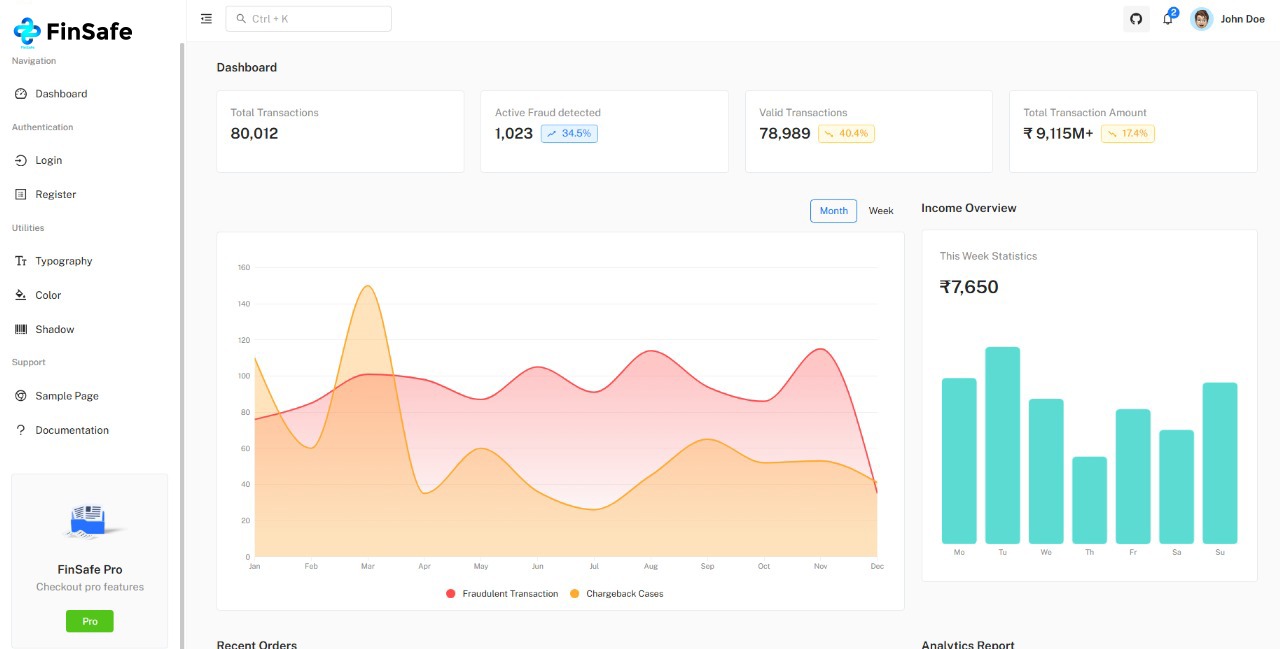 FinSafe
Ctrl + K
2
John Doe
Navigation
Dashboard
Authentication
Login
Register
Utilities
Typography
Color
Shadow
Support
Sample Page
Documentation
FinSafe Pro
Checkout pro features
Pro
Dashboard
Total Transactions
80,012
Active Fraud detected
1,023 34.5%
Valid Transactions
78,989 40.4%
Total Transaction Amount
₹ 9,115M+ 17.4%
Month Week
160
140
120
100
80
60
40
20
0
Jan Feb Mar Apr May Jun Jul Aug Sep Oct Nov Dec
Fraudulent Transaction Chargeback Cases
Income Overview
This Week Statistics
₹7,650
Mo Tu We Th Fr Sa Su
Recent Orders
Analytics Report